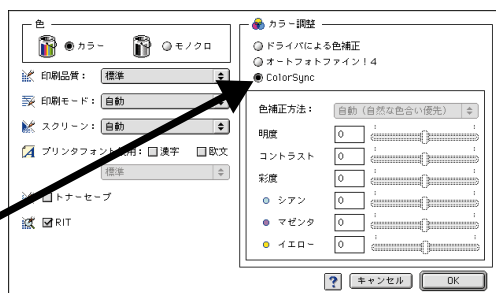 色
カラー
モノクロ
印刷品質：
標準
印刷モード：
自動
スクリーン：
自動
プリンタフォント使用：
漢字
欧文
標準
トナーセーブ
RIT
カラー調整
ドライバによる色補正
オートフォトファイン！4
ColorSync
色補正方法：
自動（自然な色合い優先）
明度
0
コントラスト
0
彩度
0
シアン
0
マゼンタ
0
イエロー
0
?
キャンセル
OK